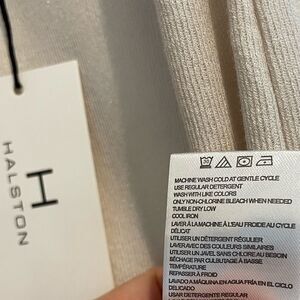 H
HALSTON
MACHINE WASH COLD AT GENTLE CYCLE
USE REGULAR DETERGENT
WASH WITH LIKE COLORS
ONLY NON-CHLORINE BLEACH WHEN NEEDED
TUMBLE DRY LOW
COOL IRON
LAVER À LA MACHINE À L'EAU FROIDE AU CYCLE
DÉLICAT
UTILISER UN DÉTERGENT RÉGULIER
LAVER AVEC DES COULEURS SIMILAIRES
UTILISER UN JAVEL SANS CHLORE AU BESOIN
SÉCHAGE PAR CULBUTAGE À BASSE
TEMPÉRATURE
REPASSER À FROID
LAVADO A MÁQUINA EN AGUA FRÍA EN EL CICLO
DELICADO
USAR DETERGENTE REGULAR